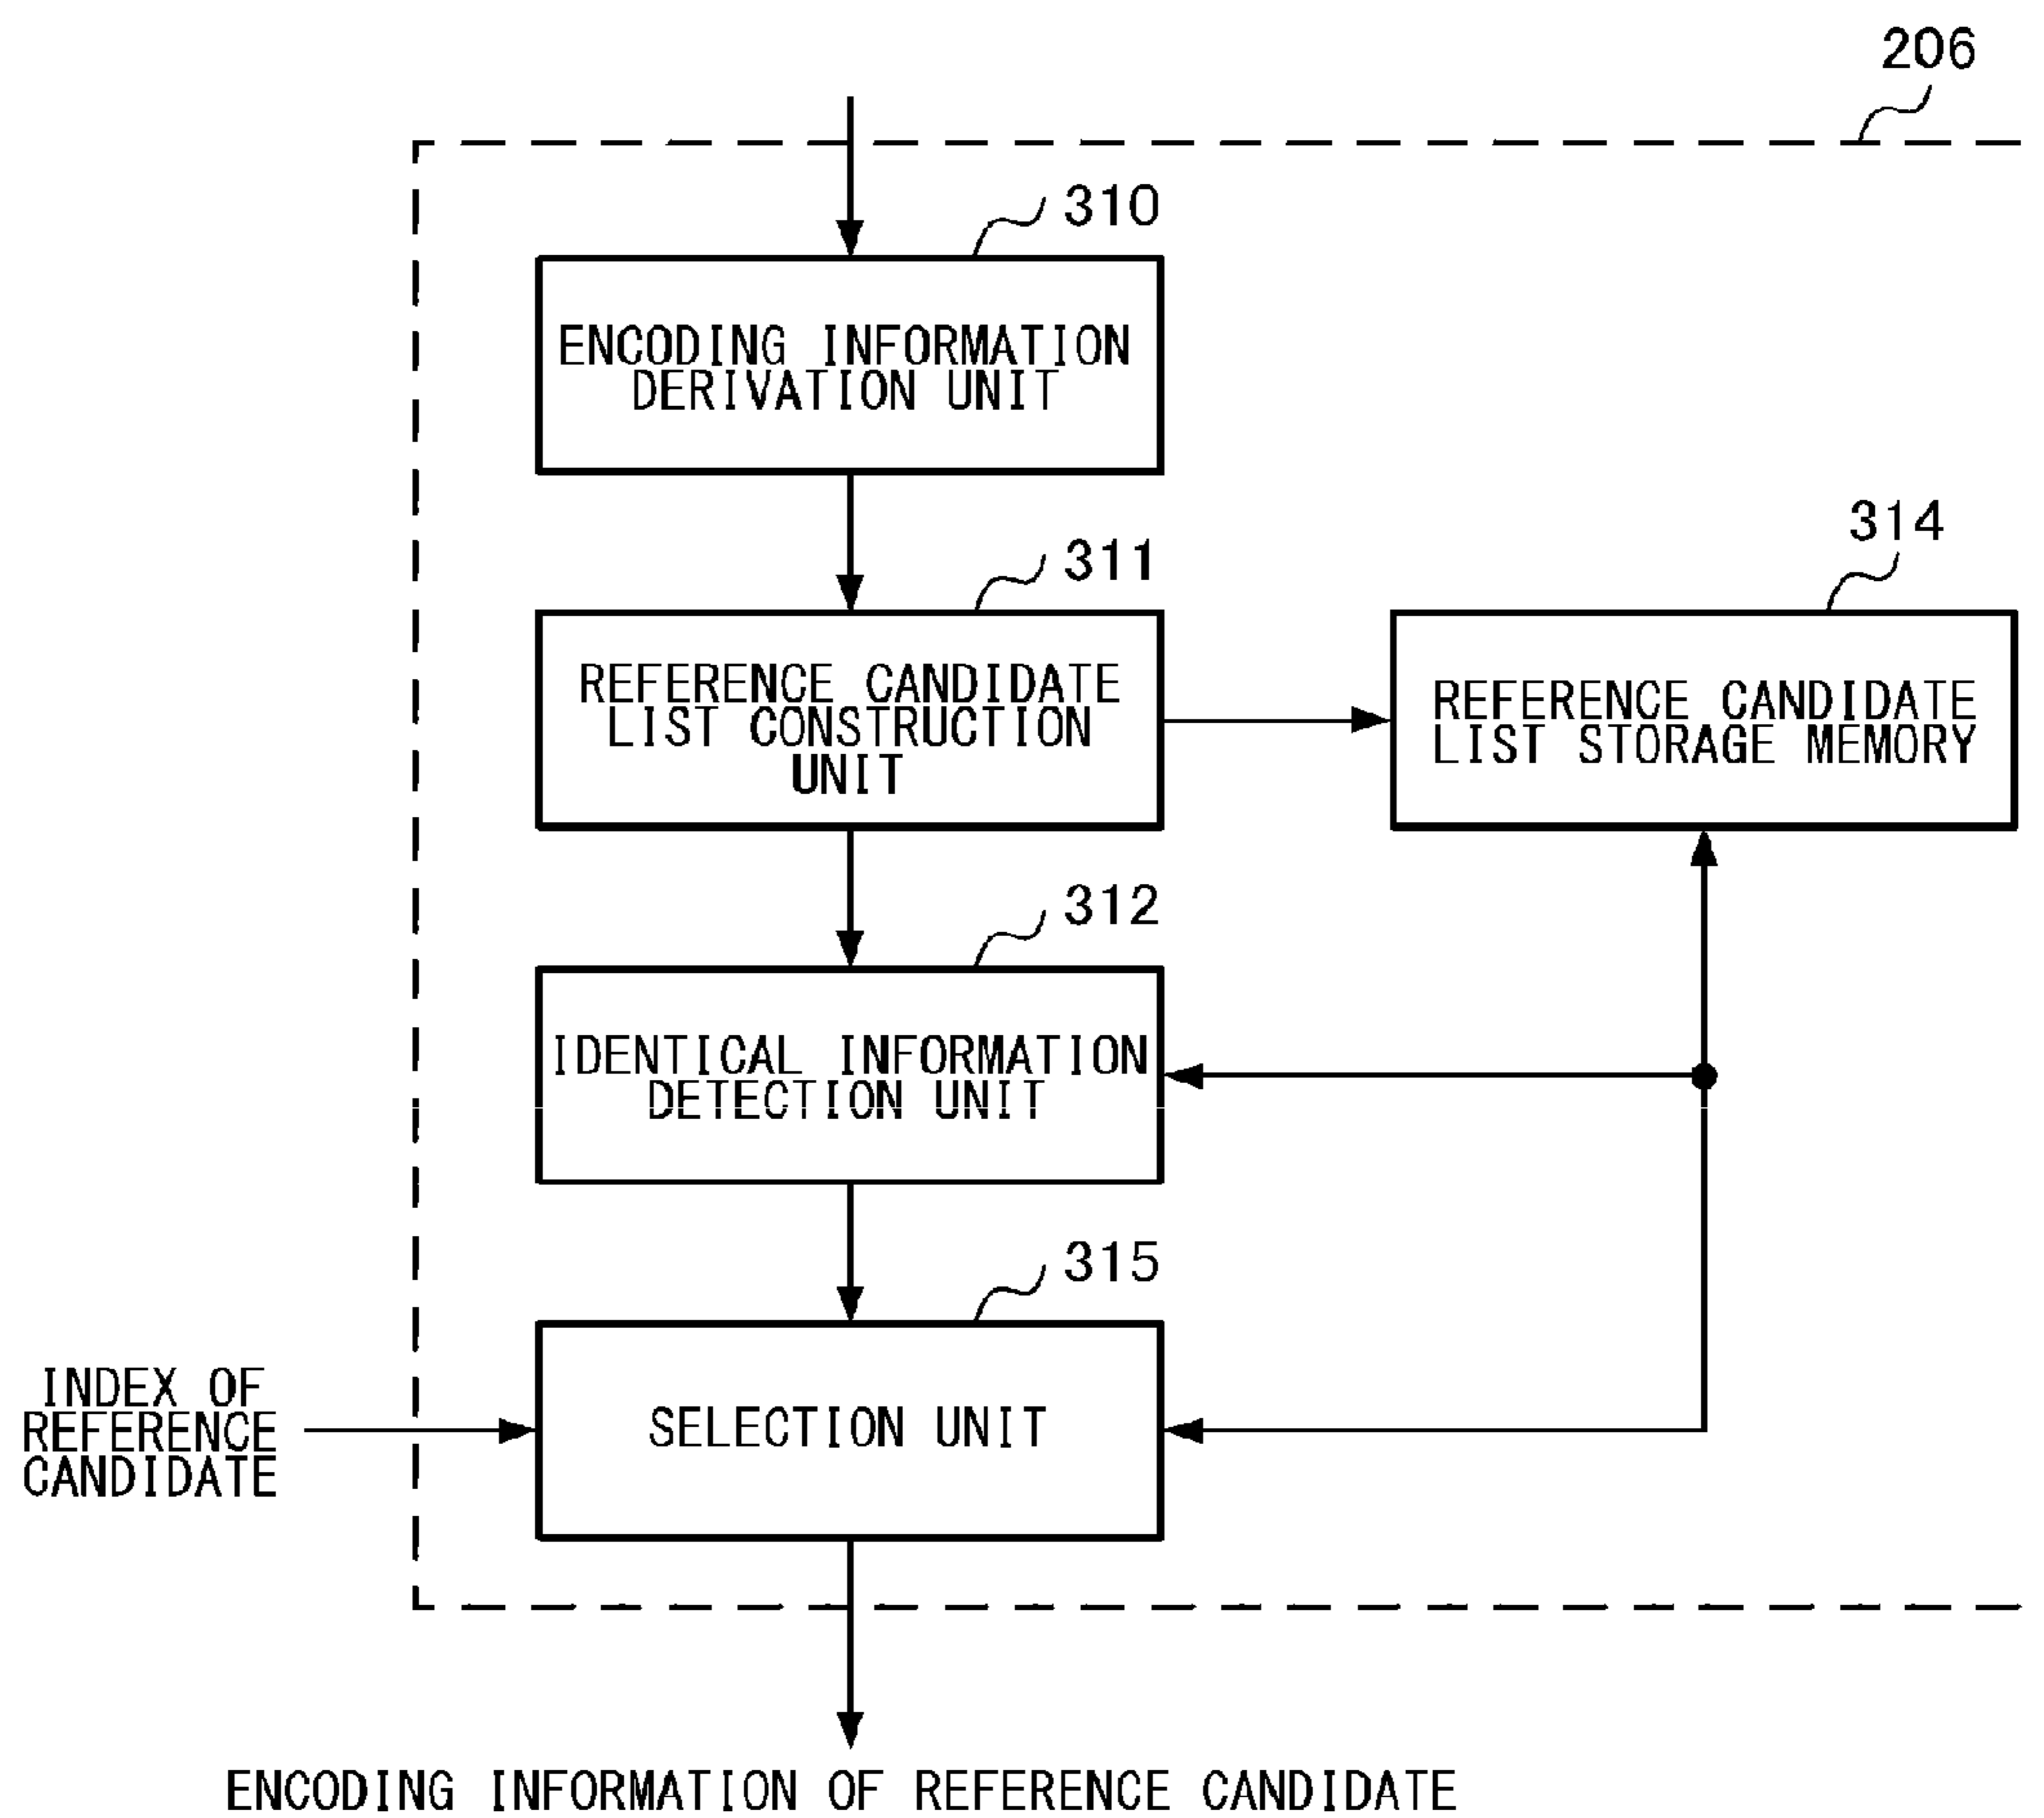 206
310
ENCODING INFORMATION
DERIVATION UNIT
311
314
REFERENCE CANDIDATE
LIST CONSTRUCTION
UNIT
REFERENCE CANDIDATE
LIST STORAGE MEMORY
312
IDENTICAL INFORMATION
DETECTION UNIT
315
INDEX OF
REFERENCE
CANDIDATE
SELECTION UNIT
ENCODING INFORMATION OF REFERENCE CANDIDATE